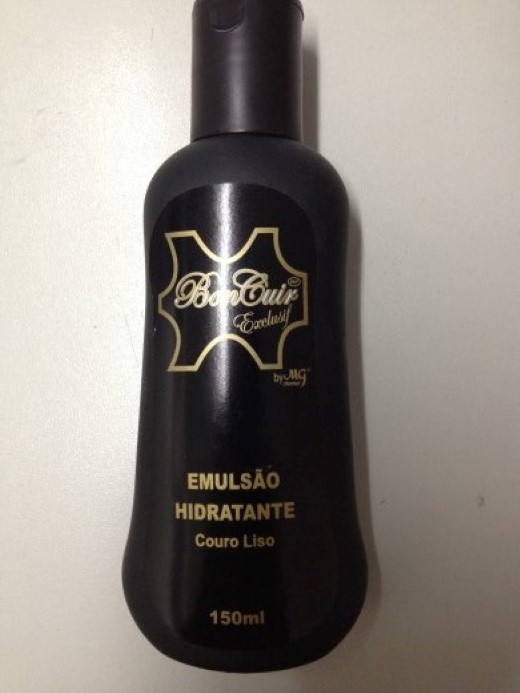 BonCuir
Exclusif
by MG
EMULSÃO
HIDRATANTE
Couro Liso
150ml